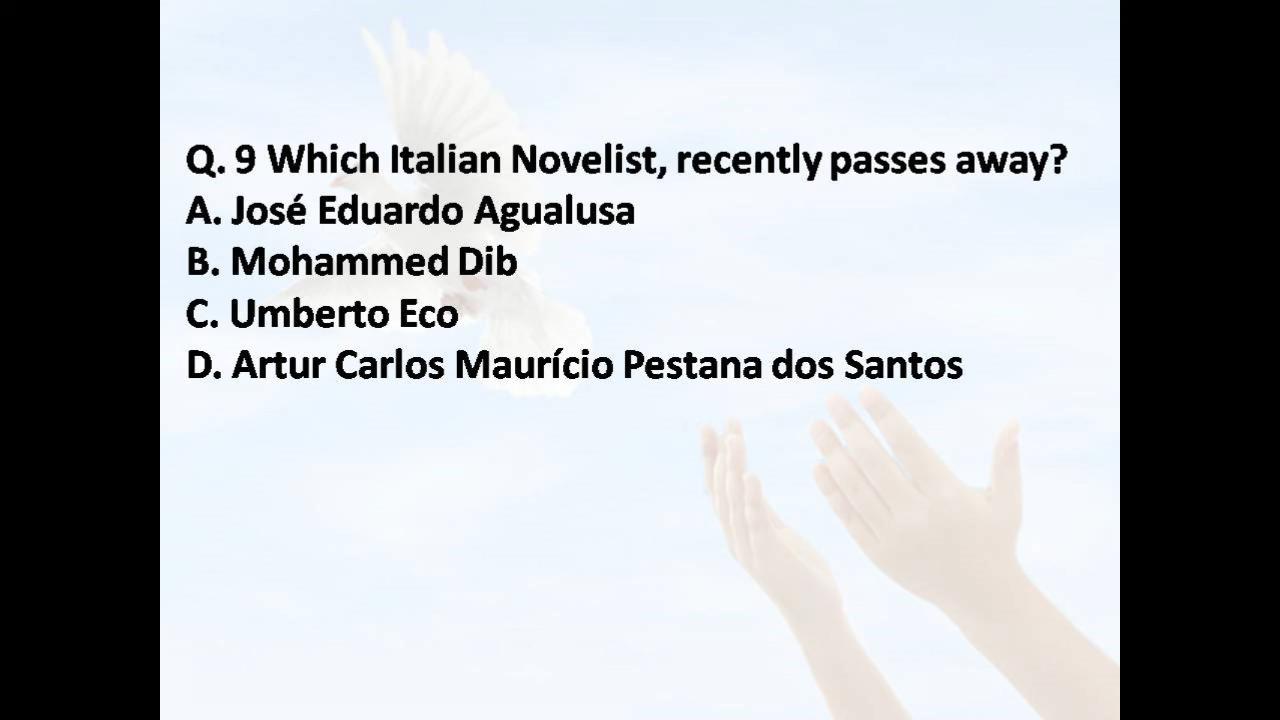 Q. 9 Which Italian Novelist, recently passes away?
A. José Eduardo Agualusa
B. Mohammed Dib
C. Umberto Eco
D. Artur Carlos Maurício Pestana dos Santos